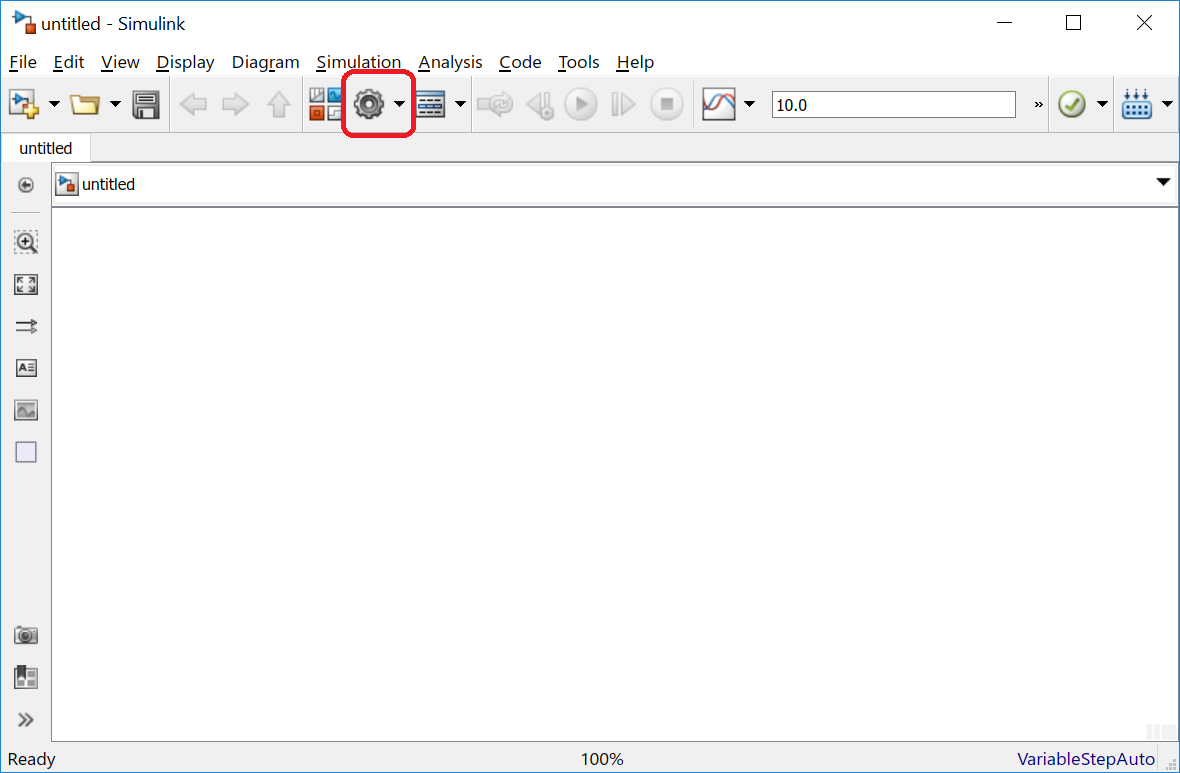 untitled - Simulink
File Edit View Display Diagram Simulation Analysis Code Tools Help
10.0 »
untitled
untitled
Ready 100% VariableStepAuto